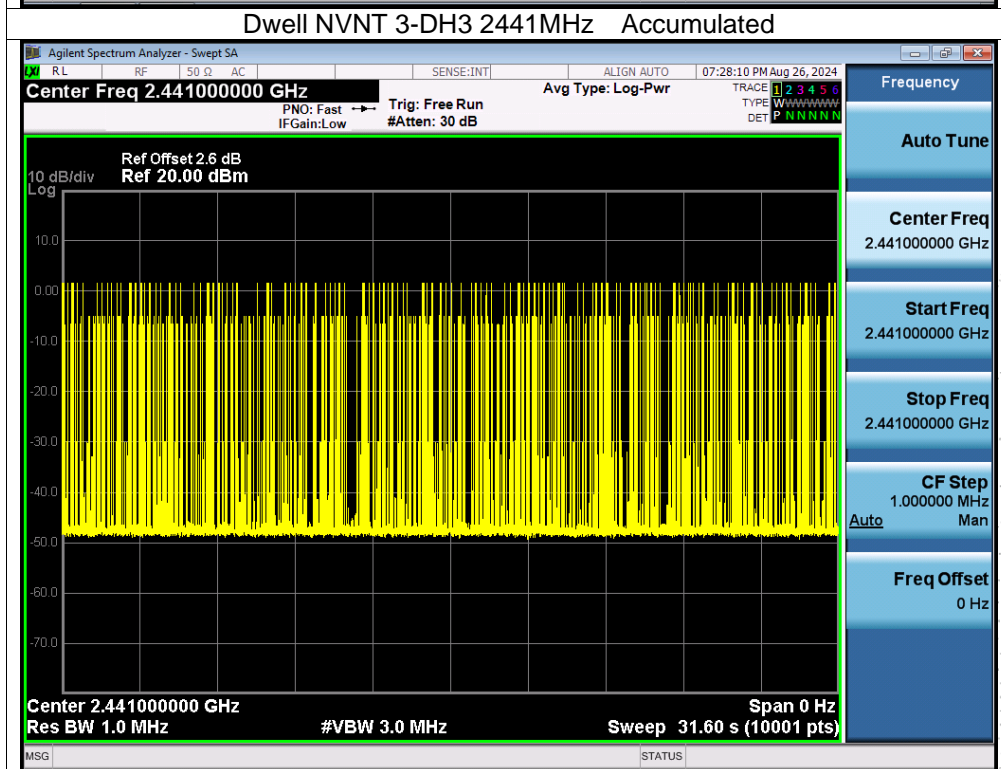 Dwell NVNT 3-DH3 2441MHz    Accumulated
Agilent Spectrum Analyzer - Swept SA
LXI RL RF 50 Ω AC SENSE:INT ALIGN AUTO 07:28:10 PM Aug 26, 2024
Center Freq 2.441000000 GHz
PNO: Fast
IFGain:Low
Trig: Free Run
#Atten: 30 dB
Avg Type: Log-Pwr
TRACE 1 2 3 4 5 6
TYPE WWWWWWW
DET P N N N N N
Ref Offset 2.6 dB
10 dB/div Ref 20.00 dBm
Log
10.0
0.00
-10.0
-20.0
-30.0
-40.0
-50.0
-60.0
-70.0
Center 2.441000000 GHz Span 0 Hz
Res BW 1.0 MHz #VBW 3.0 MHz Sweep 31.60 s (10001 pts)
MSG STATUS
Frequency
Auto Tune
Center Freq
2.441000000 GHz
Start Freq
2.441000000 GHz
Stop Freq
2.441000000 GHz
CF Step
1.000000 MHz
Auto Man
Freq Offset
0 Hz